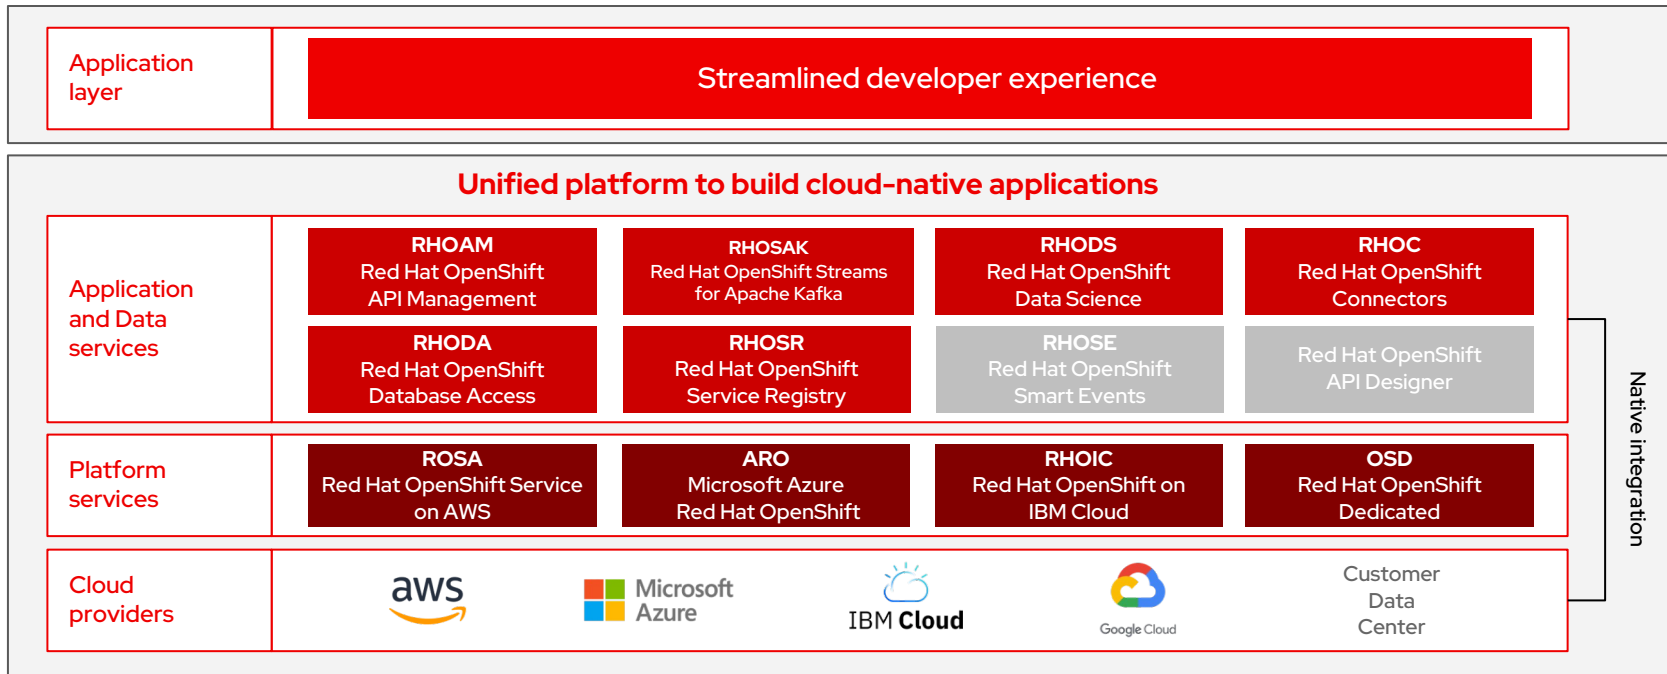 Application
layer
Streamlined developer experience
Unified platform to build cloud-native applications
Application
and Data
services
RHOAM
Red Hat OpenShift
API Management
RHOSAK
Red Hat OpenShift Streams
for Apache Kafka
RHODS
Red Hat OpenShift
Data Science
RHOC
Red Hat OpenShift
Connectors
RHODA
Red Hat OpenShift
Database Access
RHOSR
Red Hat OpenShift
Service Registry
RHOSE
Red Hat OpenShift
Smart Events
Red Hat OpenShift
API Designer
Native integration
Platform
services
ROSA
Red Hat OpenShift Service
on AWS
ARO
Microsoft Azure
Red Hat OpenShift
RHOIC
Red Hat OpenShift on
IBM Cloud
OSD
Red Hat OpenShift
Dedicated
Cloud
providers
aws
Microsoft
Azure
IBM Cloud
Google Cloud
Customer
Data
Center